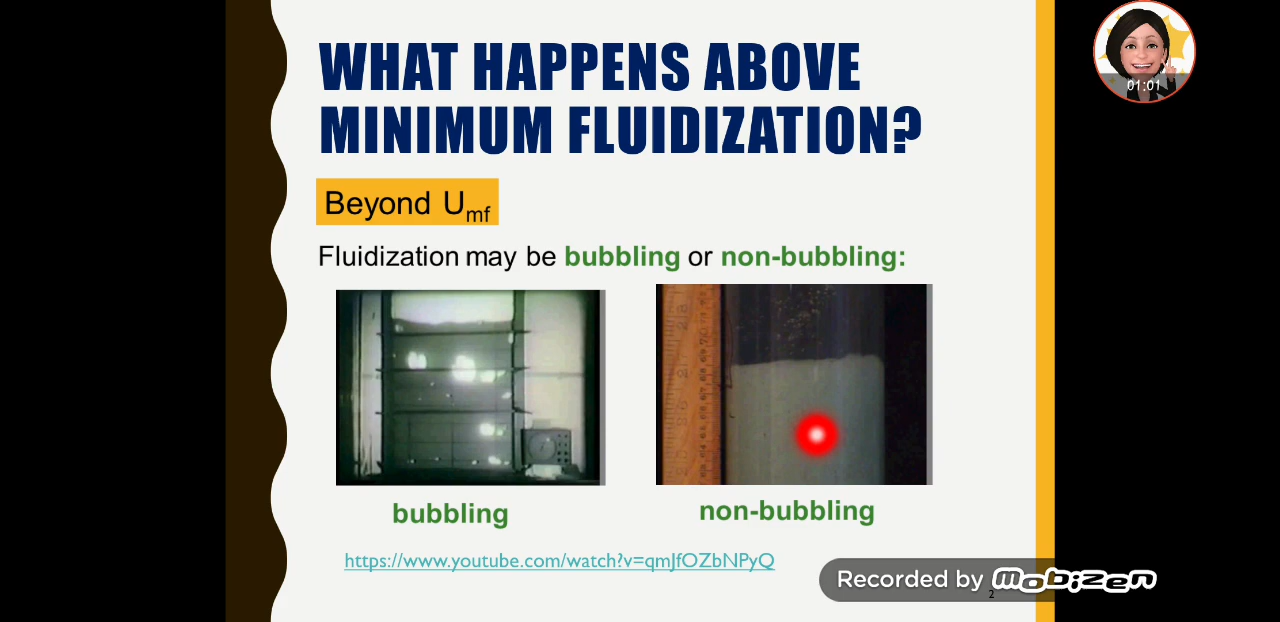 WHAT HAPPENS ABOVE
MINIMUM FLUIDIZATION?
Beyond Umf
Fluidization may be bubbling or non-bubbling:
bubbling
non-bubbling
https://www.youtube.com/watch?v=qmJfOZbNPyQ
01:01
Recorded by mobizen
2